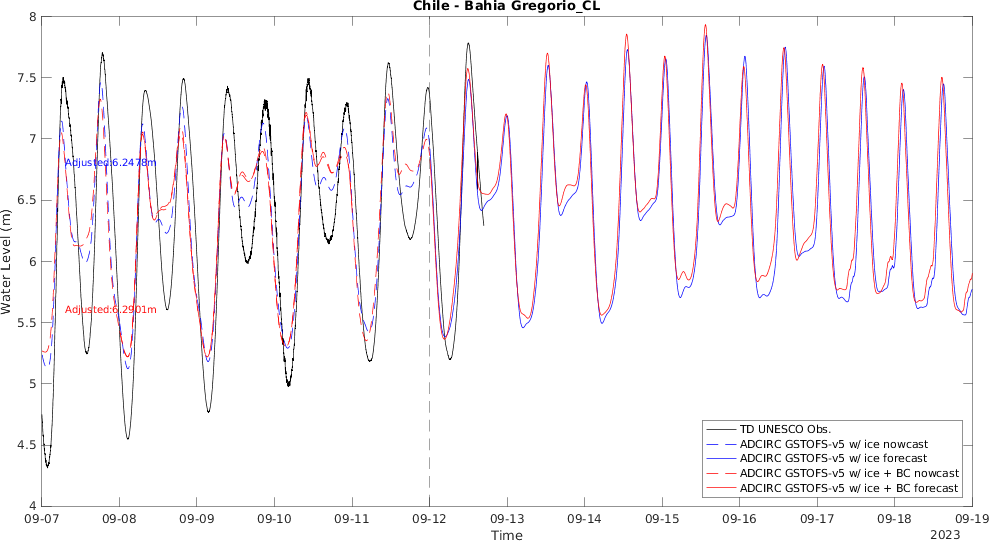 Chile - Bahia Gregorio_CL
8
7.5
7
6.5
6
5.5
5
4.5
4
Water Level (m)
Adjusted:6.2478m
Adjusted:6.2901m
TD UNESCO Obs.
ADCIRC GSTOFS-v5 w/ ice nowcast
ADCIRC GSTOFS-v5 w/ ice forecast
ADCIRC GSTOFS-v5 w/ ice + BC nowcast
ADCIRC GSTOFS-v5 w/ ice + BC forecast
09-07 09-08 09-09 09-10 09-11 09-12 09-13 09-14 09-15 09-16 09-17 09-18 09-19
Time
2023